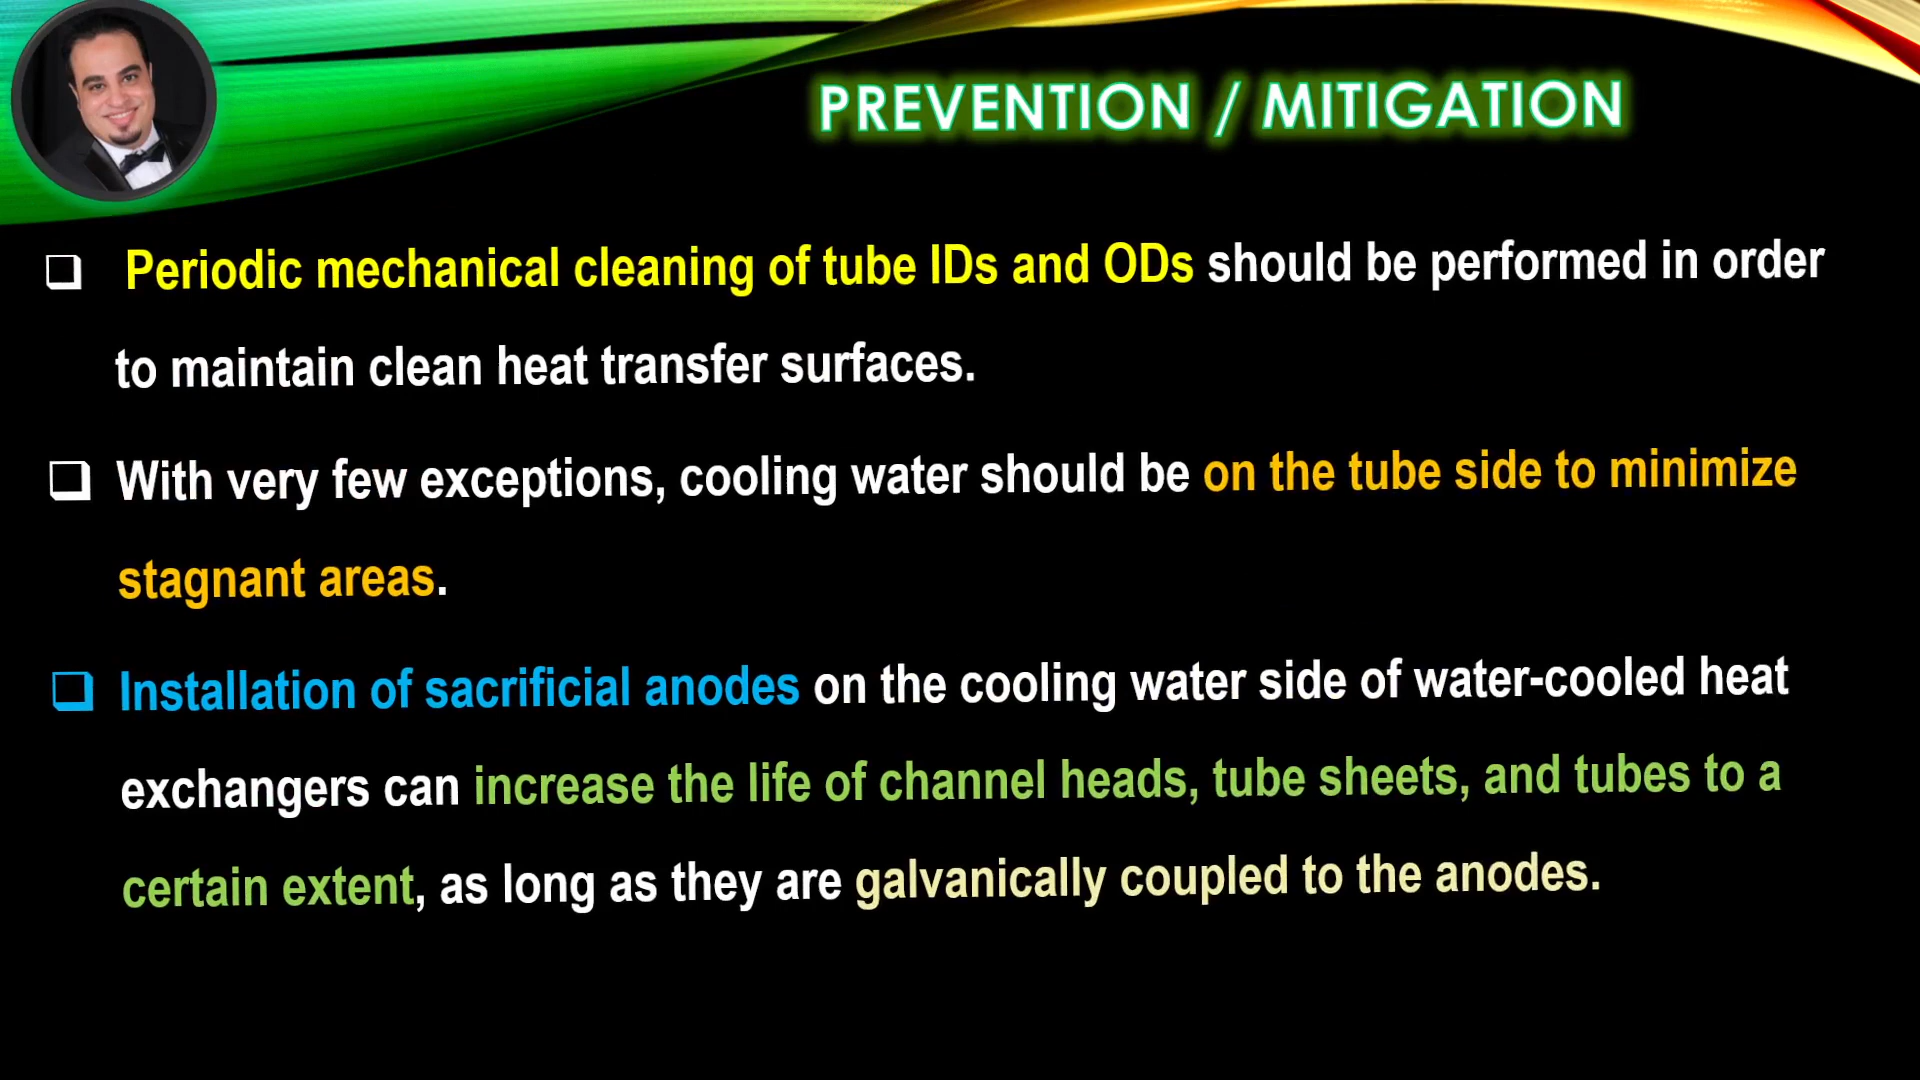 PREVENTION / MITIGATION
Periodic mechanical cleaning of tube IDs and ODs should be performed in order
to maintain clean heat transfer surfaces.
With very few exceptions, cooling water should be on the tube side to minimize
stagnant areas.
Installation of sacrificial anodes on the cooling water side of water-cooled heat
exchangers can increase the life of channel heads, tube sheets, and tubes to a
certain extent, as long as they are galvanically coupled to the anodes.